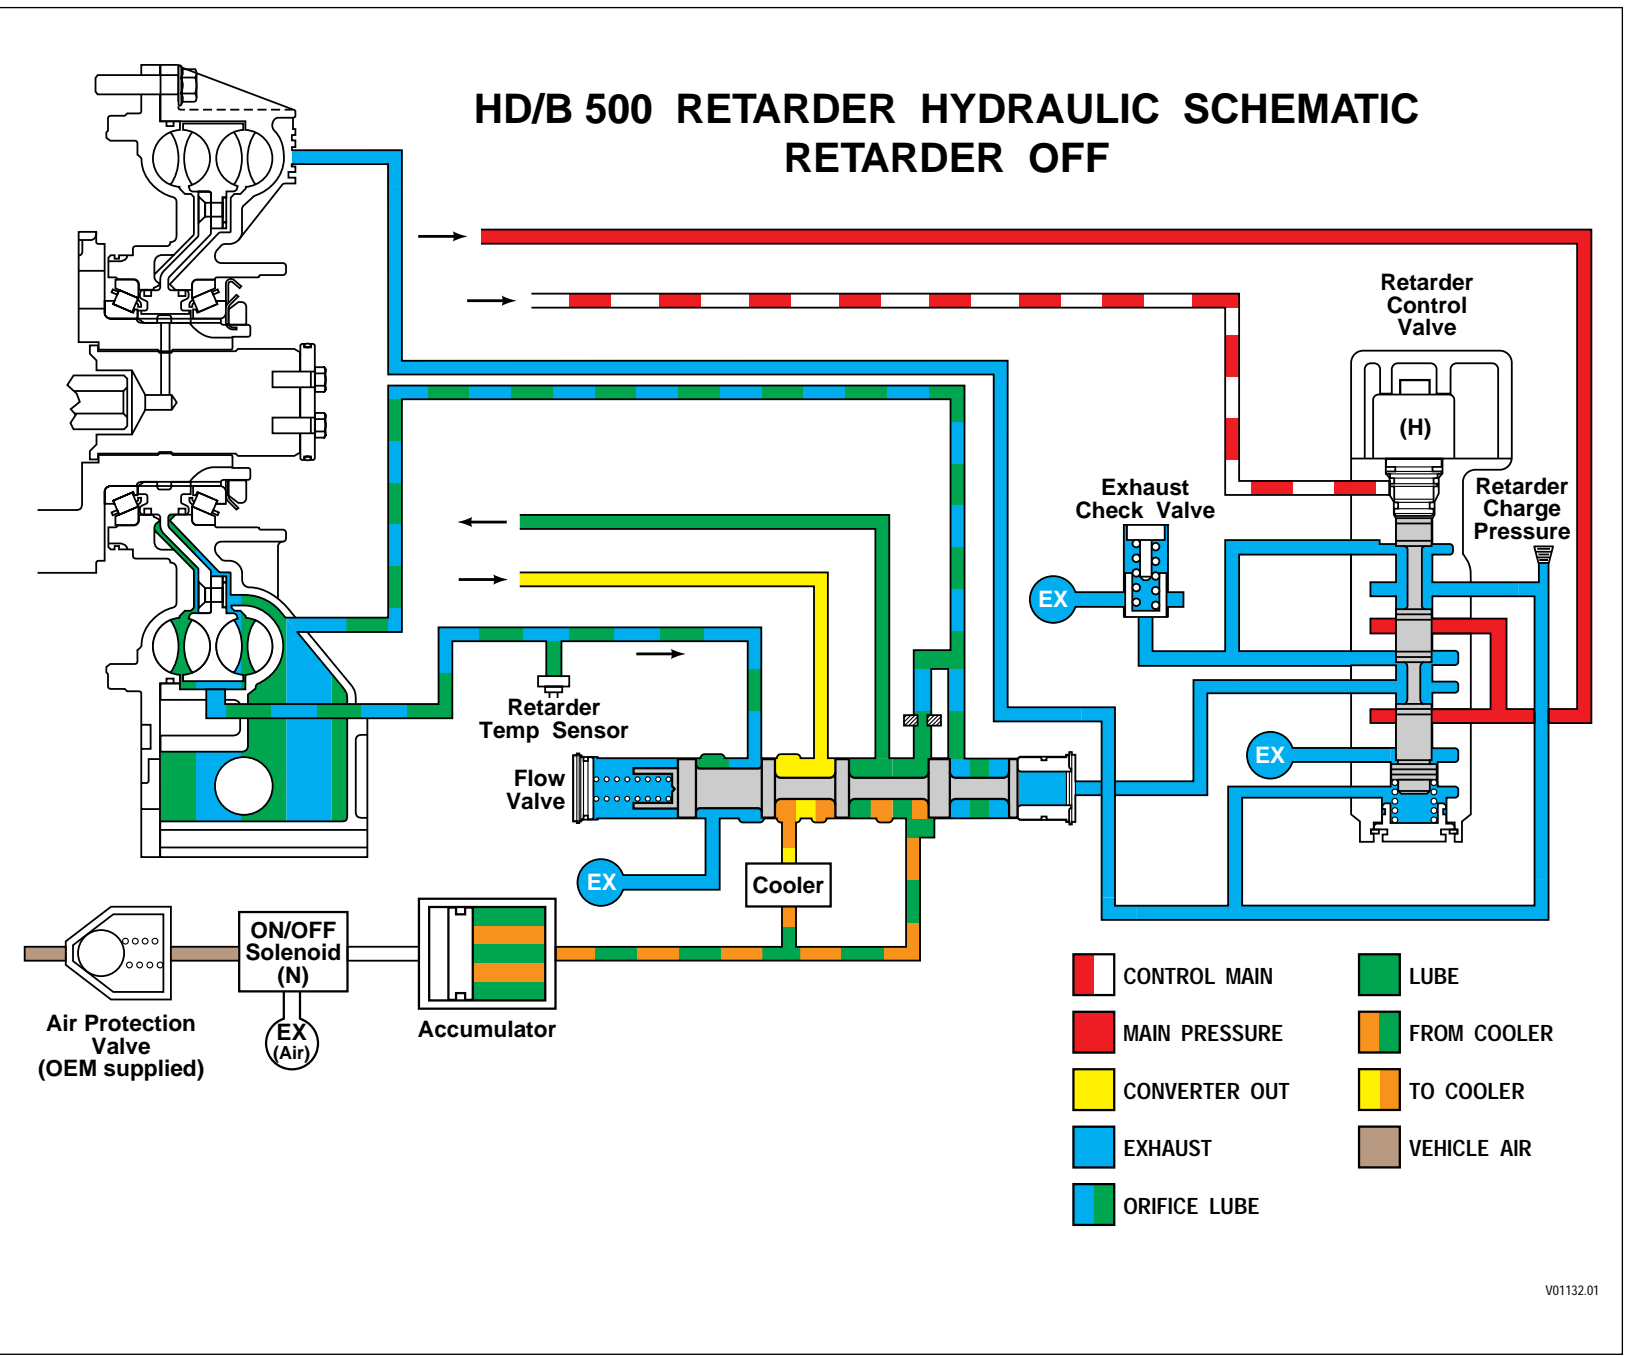 HD/B 500 RETARDER HYDRAULIC SCHEMATIC
RETARDER OFF
Retarder
Control
Valve
(H)
Exhaust
Check Valve
Retarder
Charge
Pressure
EX
Retarder
Temp Sensor
Flow
Valve
EX
EX
Cooler
ON/OFF
Solenoid
(N)
EX
(Air)
Air Protection
Valve
(OEM supplied)
Accumulator
CONTROL MAIN
MAIN PRESSURE
CONVERTER OUT
EXHAUST
ORIFICE LUBE
LUBE
FROM COOLER
TO COOLER
VEHICLE AIR
V01132.01